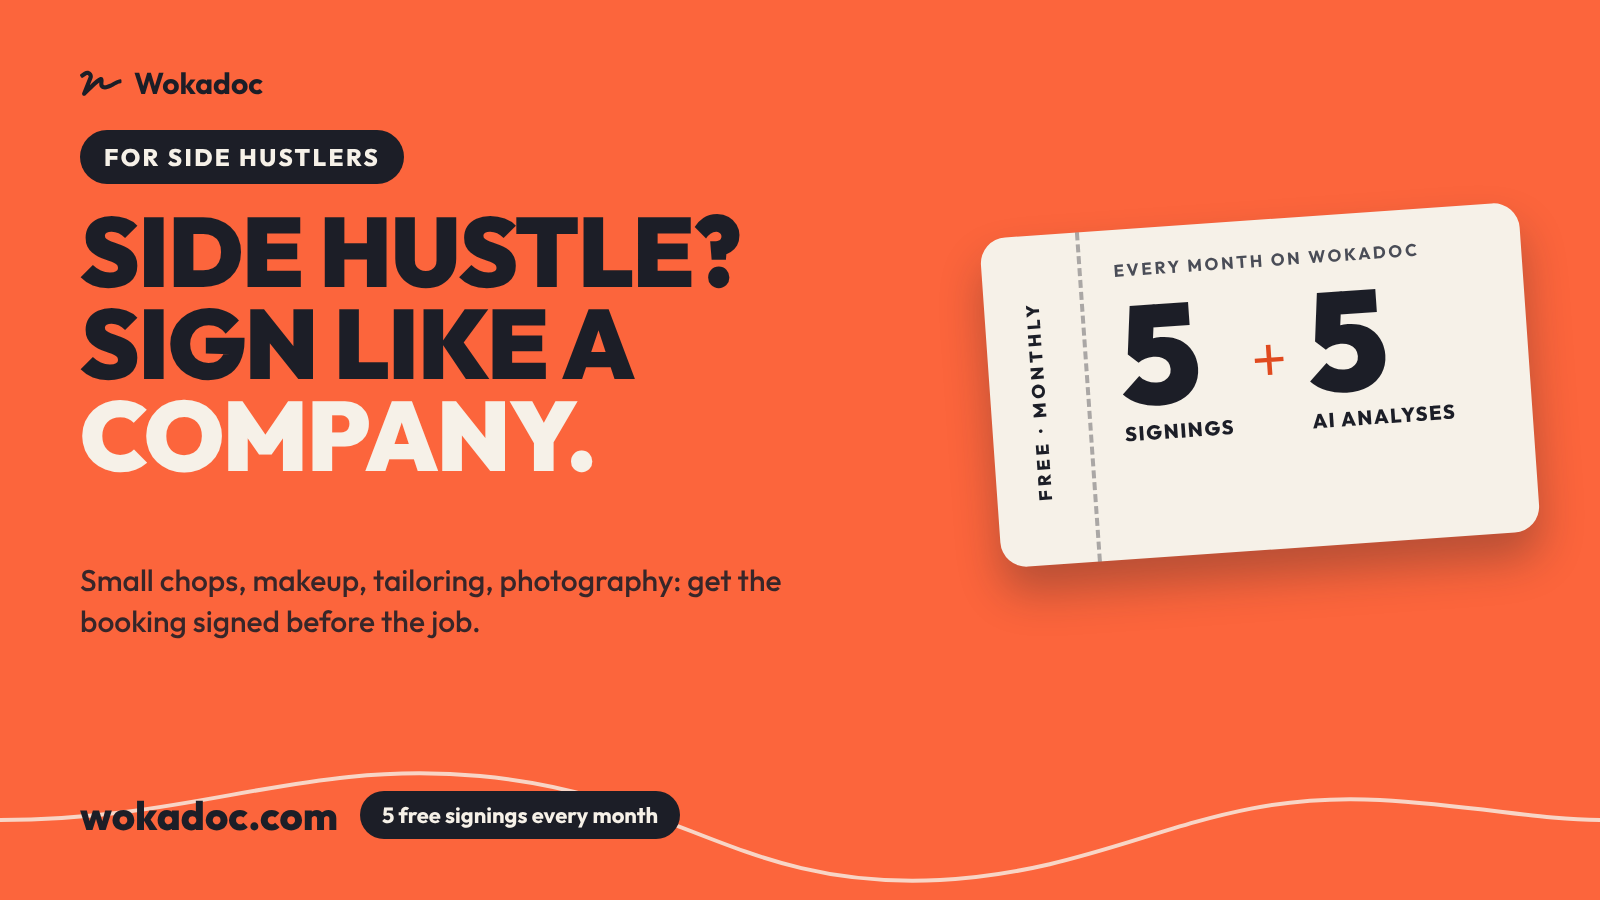 Wokadoc
FOR SIDE HUSTLERS
SIDE HUSTLE?
SIGN LIKE A
COMPANY.
Small chops, makeup, tailoring, photography: get the
booking signed before the job.
FREE · MONTHLY
EVERY MONTH ON WOKADOC
5 + 5
SIGNINGS AI ANALYSES
wokadoc.com
5 free signings every month